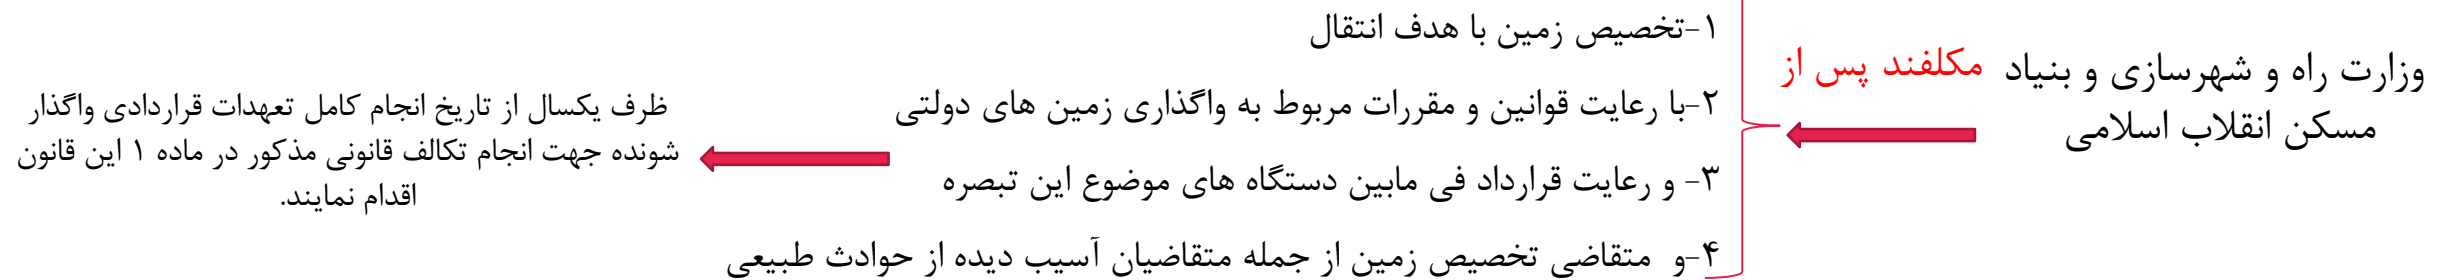 وزارت راه و شهرسازی و بنیاد مکلفند پس از
مسکن انقلاب اسلامی
۱-تخصیص زمین با هدف انتقال
۲-با رعایت قوانین و مقررات مربوط به واگذاری زمین های دولتی
۳- و رعایت قرارداد فی مابین دستگاه های موضوع این تبصره
۴-و متقاضی تخصیص زمین از جمله متقاضیان آسیب دیده از حوادث طبیعی
ظرف یکسال از تاریخ انجام کامل تعهدات قراردادی واگذار
شونده جهت انجام تکالف قانونی مذکور در ماده ۱ این قانون
اقدام نمایند.